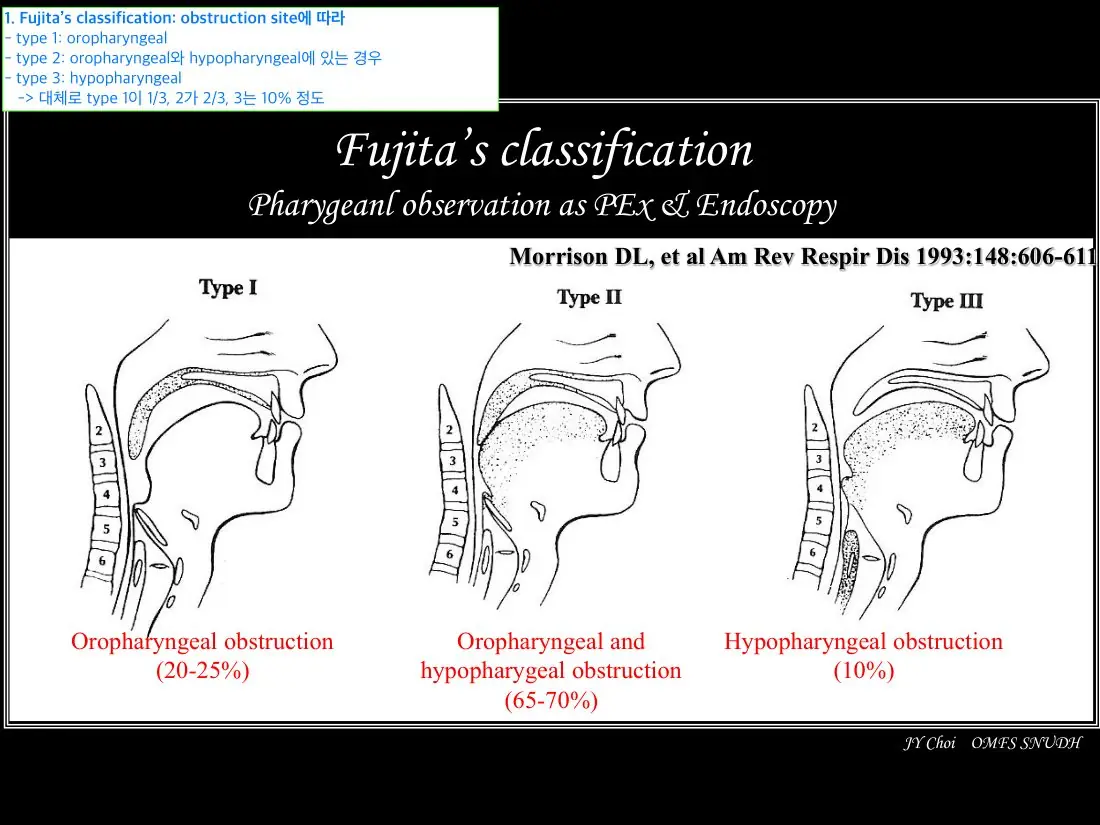 1. Fujita's classification: obstruction site에 따라
- type 1: oropharyngeal
- type 2: oropharyngeal와 hypopharyngeal에 있는 경우
- type 3: hypopharyngeal
-> 대체로 type 1이 1/3, 2가 2/3, 3는 10% 정도
Fujita's classification
Pharygeanl observation as PEx & Endoscopy
Morrison DL, et al Am Rev Respir Dis 1993:148:606-611
Type I
Type II
Type III
2
3
4
5
6
2
3
4
5
6
2
3
4
5
6
Oropharyngeal obstruction
(20-25%)
Oropharyngeal and
hypopharygeal obstruction
(65-70%)
Hypopharyngeal obstruction
(10%)
JY Choi OMFS SNUDH